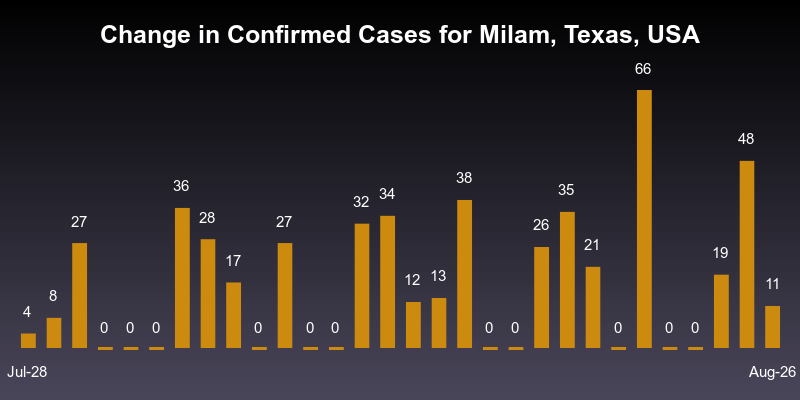 Change in Confirmed Cases for Milam, Texas, USA
4 8 27 0 0 0 36 28 17 0 27 0 0 32 34 12 13 38 0 0 26 35 21 0 66 0 0 19 48 11
Jul-28 Aug-26